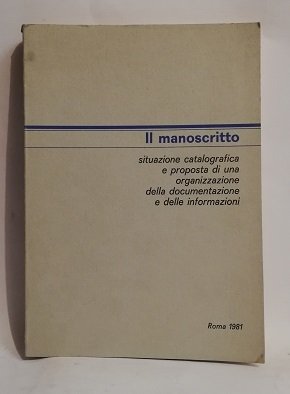 Il manoscritto
situazione catalografica
e proposta di una
organizzazione
della documentazione
e delle informazioni
Roma 1981